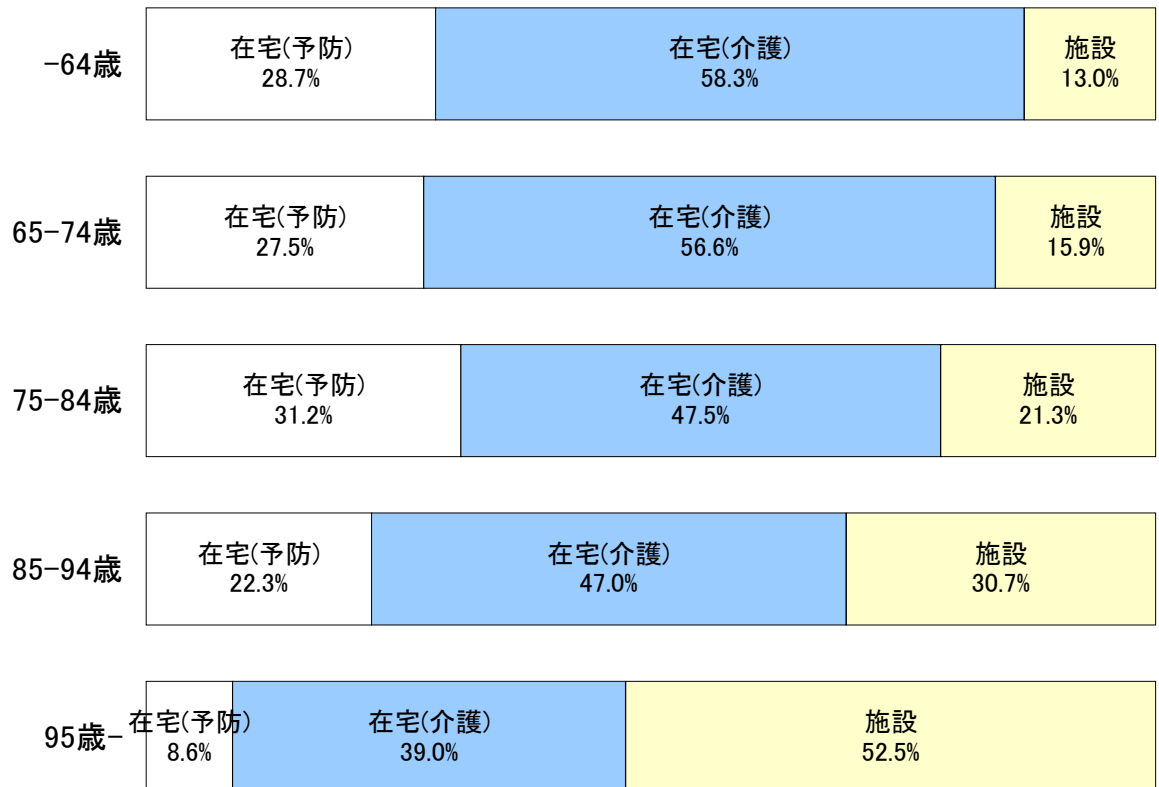 -64歳
在宅(予防)
28.7%
在宅(介護)
58.3%
施設
13.0%
65-74歳
在宅(予防)
27.5%
在宅(介護)
56.6%
施設
15.9%
75-84歳
在宅(予防)
31.2%
在宅(介護)
47.5%
施設
21.3%
85-94歳
在宅(予防)
22.3%
在宅(介護)
47.0%
施設
30.7%
95歳-
在宅(予防)
8.6%
在宅(介護)
39.0%
施設
52.5%